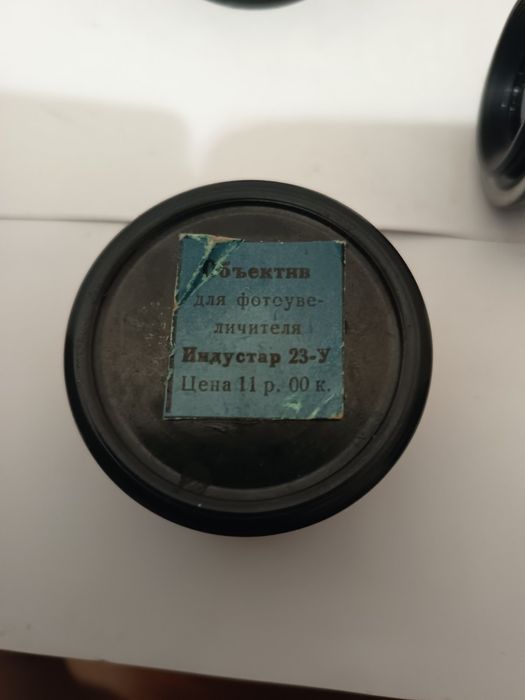 Объектив
для фотоуве-
личителя
Индустар 23-У
Цена 11 р. 00 к.